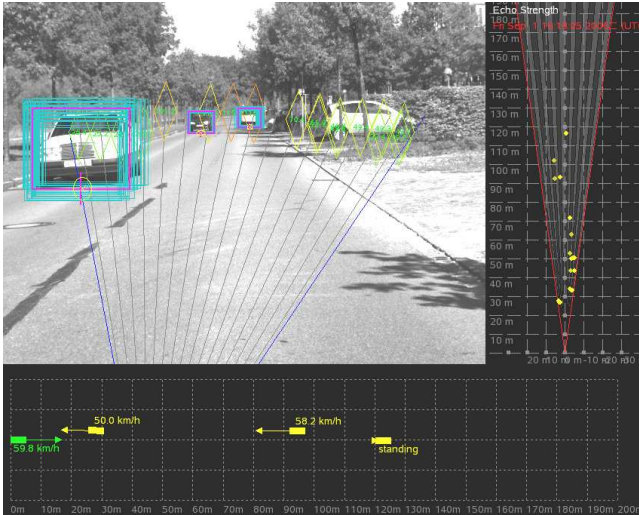 Echo Strength
180 m
170 m
160 m
150 m
140 m
130 m
120 m
110 m
100 m
90 m
80 m
70 m
60 m
50 m
40 m
30 m
20 m
10 m
20 m
50.0 km/h
58.2 km/h
59.8 km/h
standing
0m 10m 20m 30m 40m 50m 60m 70m 80m 90m 100m 110m 120m 130m 140m 150m 160m 170m 180m 190m 200m